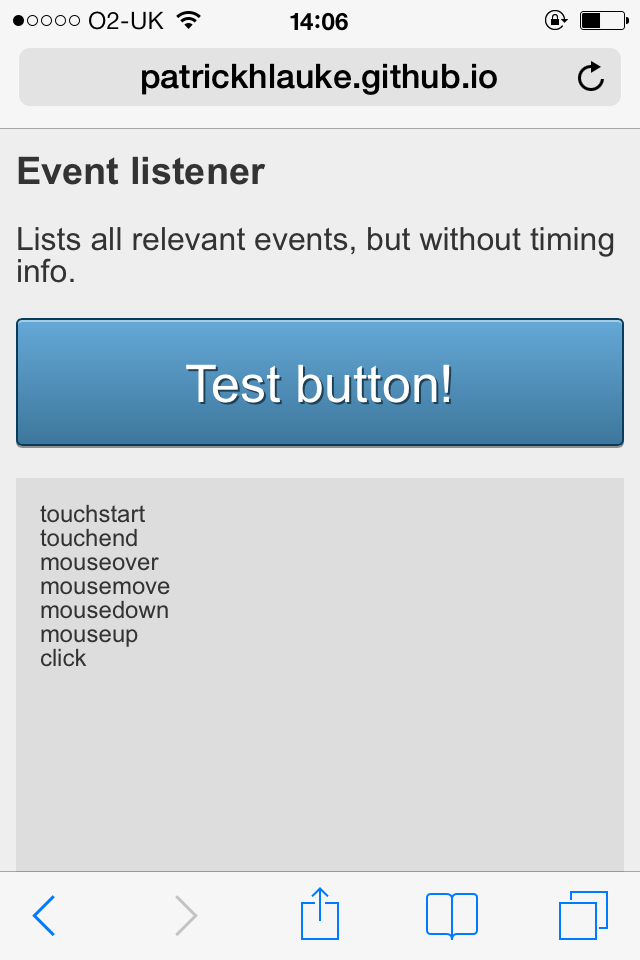 O2-UK 14:06
patrickhlauke.github.io
Event listener
Lists all relevant events, but without timing
info.
Test button!
touchstart
touchend
mouseover
mousemove
mousedown
mouseup
click